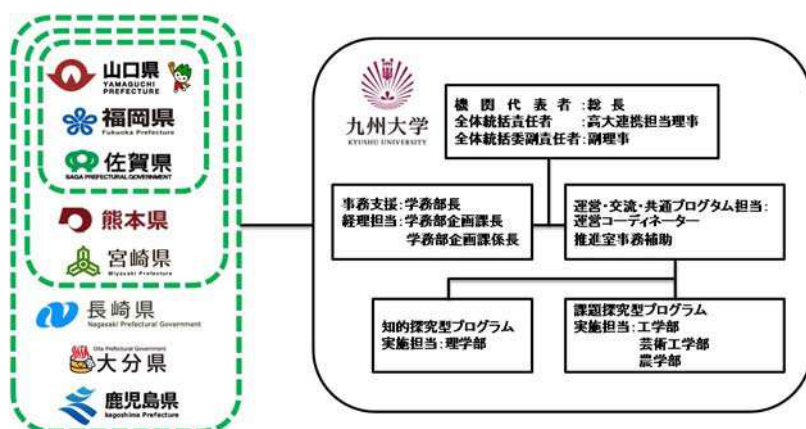 山口県
YAMAGUCHI
PREFECTURE
福岡県
Fukuoka Prefecture
佐賀県
SAGA PREFECTURAL GOVERNMENT
熊本県
宮崎県
Miyazaki Prefecture
長崎県
Nagasaki Prefectural Government
Oita Prefectural Government
大分県
鹿児島県
kagoshima Prefecture
九州大学
KYUSHU UNIVERSITY
機関代表者:総長
全体統括責任者:高大連携担当理事
全体統括委副責任者:副理事
事務支援:学務部長
経理担当:学務部企画課長
学務部企画課係長
運営・交流・共通プログタム担当:
運営コーディネーター
推進室事務補助
知的探究型プログラム
実施担当:理学部
課題探究型プログラム
実施担当:工学部
芸術工学部
農学部